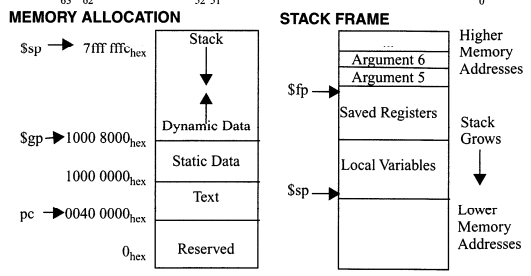 MEMORY ALLOCATION
$sp 7fff fffc hex
Stack
Dynamic Data
$gp 1000 8000 hex
Static Data
1000 0000 hex
Text
pc 0040 0000 hex
0 hex
Reserved
STACK FRAME
...
Argument 6
Argument 5
$fp
Saved Registers
Local Variables
$sp
Higher
Memory
Addresses
Stack
Grows
Lower
Memory
Addresses